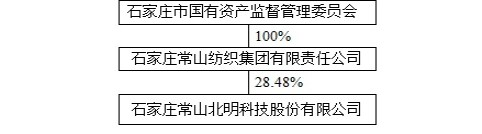 石家庄市国有资产监督管理委员会
100%
石家庄常山纺织集团有限责任公司
28.48%
石家庄常山北明科技股份有限公司